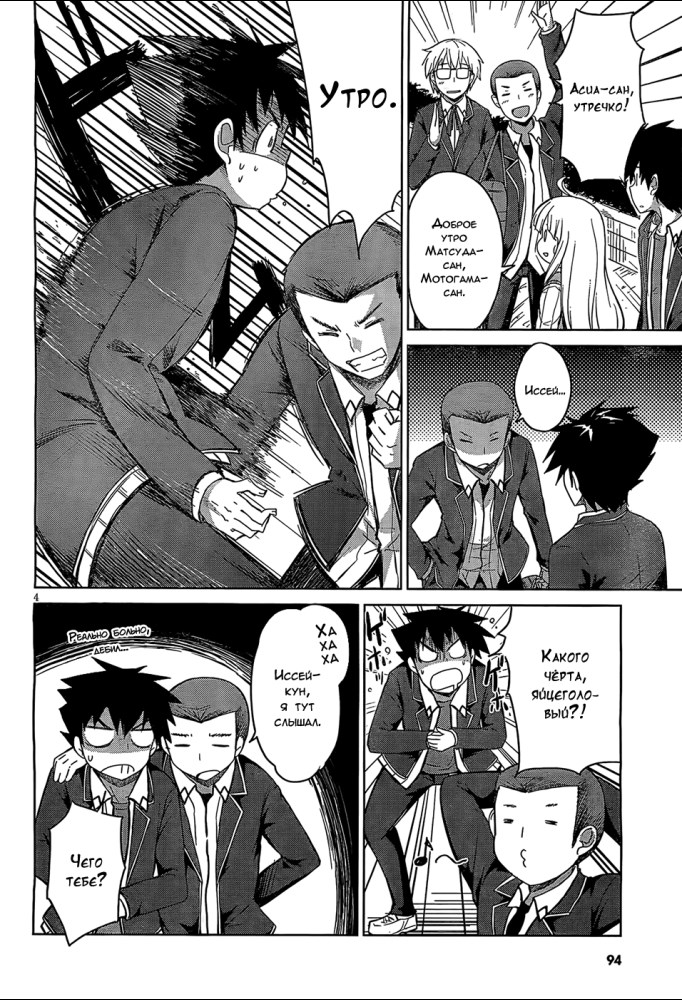 Асиа-сан,
утречко!
Доброе
утро
Матсуда-
сан,
Мотогама-
сан.
Иссей...
Утро.
4
Какого
чёрта,
яйцеголо-
вый?!
Ха
ха
ха
Иссей-
кун,
я тут
слышал.
Реально больно,
дебил...
Чего
тебе?
94